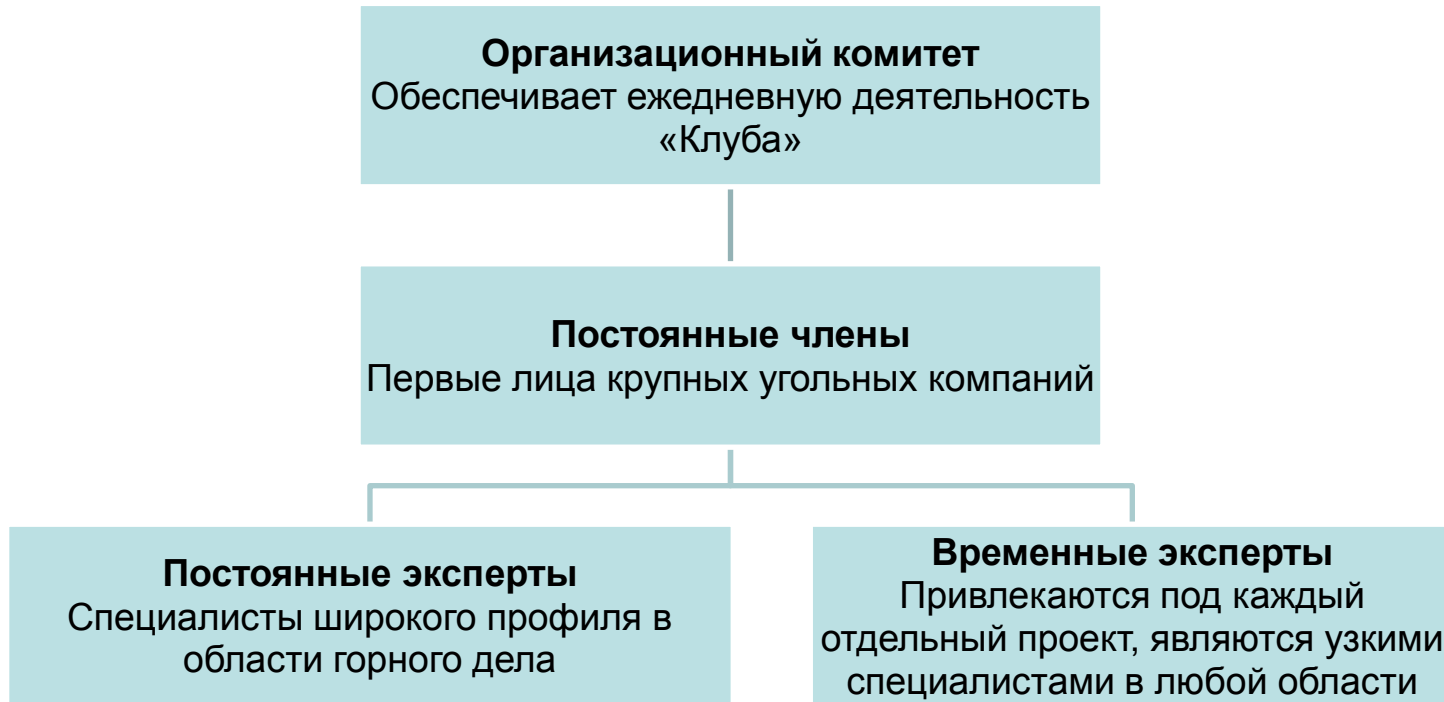 Организационный комитет
Обеспечивает ежедневную деятельность
«Клуба»
Постоянные члены
Первые лица крупных угольных компаний
Постоянные эксперты
Специалисты широкого профиля в
области горного дела
Временные эксперты
Привлекаются под каждый
отдельный проект, являются узкими
специалистами в любой области